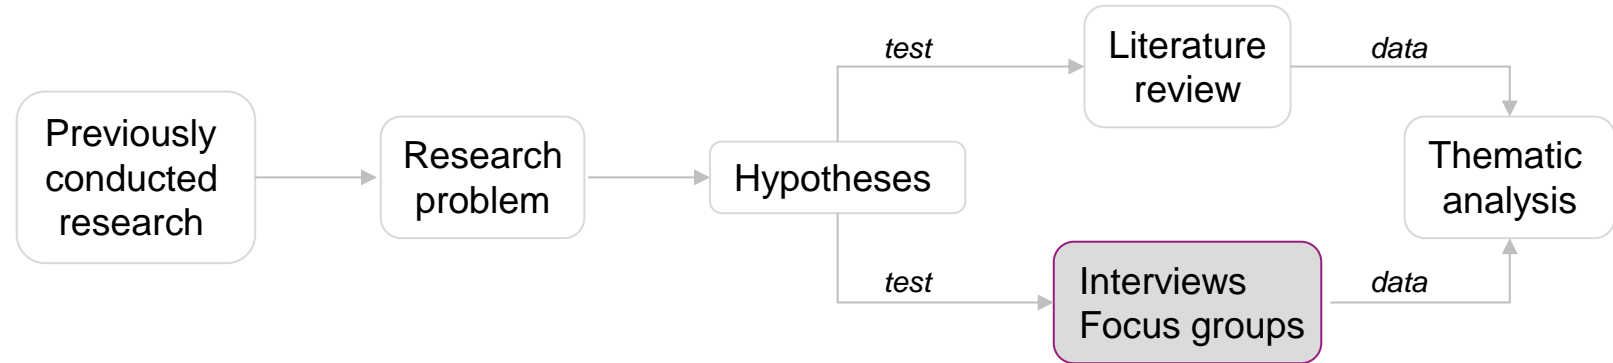 Previously
conducted
research
Research
problem
Hypotheses
test
Literature
review
data
test
Interviews
Focus groups
data
Thematic
analysis